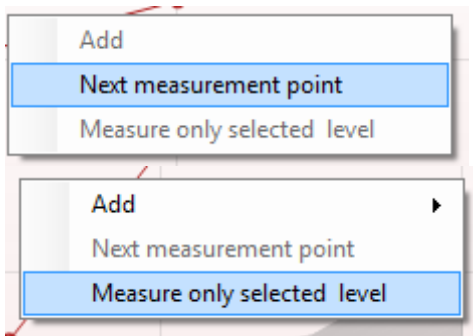 Add
Next measurement point
Measure only selected level
Add
Next measurement point
Measure only selected level